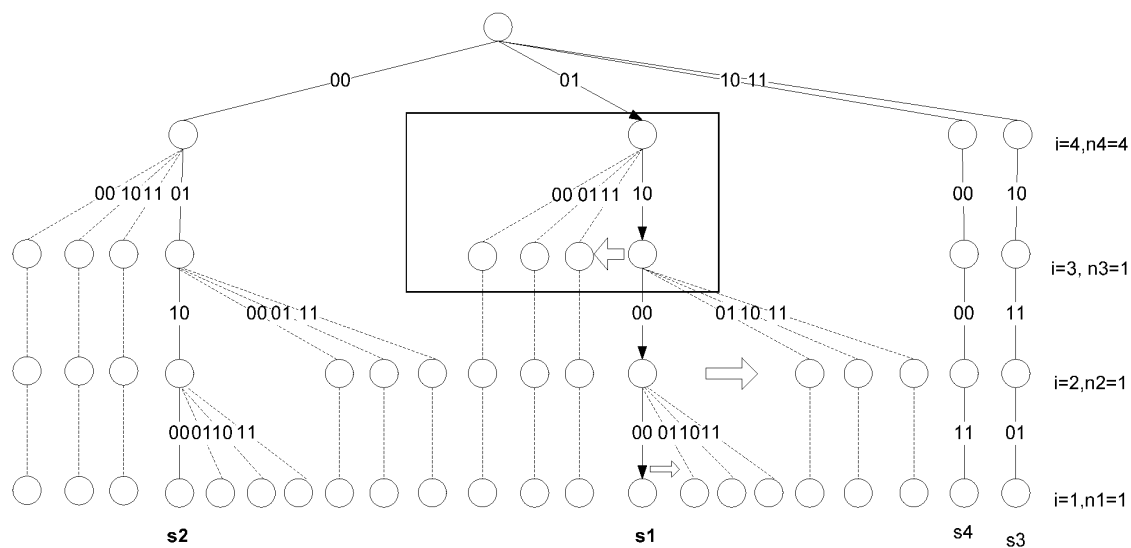 00 01 10 11
i=4,n4=4
00 10 11 01 00 01 11 10 00 10
i=3, n3=1
10 00 01 11 00 01 10 11 00 11
i=2,n2=1
00 01 10 11 00 01 10 11 11 01
i=1,n1=1
s2 s1 s4 s3